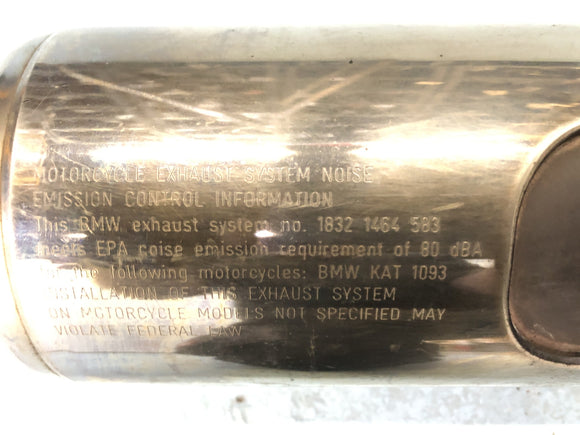 MOTORCYCLE EXHAUST SYSTEM NOISE
EMISSION CONTROL INFORMATION
This BMW exhaust system no. 1832 1464 583
meets EPA noise emission requirement of 80 dBA
for the following motorcycles: BMW KAT 1093
INSTALLATION OF THIS EXHAUST SYSTEM
ON MOTORCYCLE MODELS NOT SPECIFIED MAY
VIOLATE FEDERAL LAW